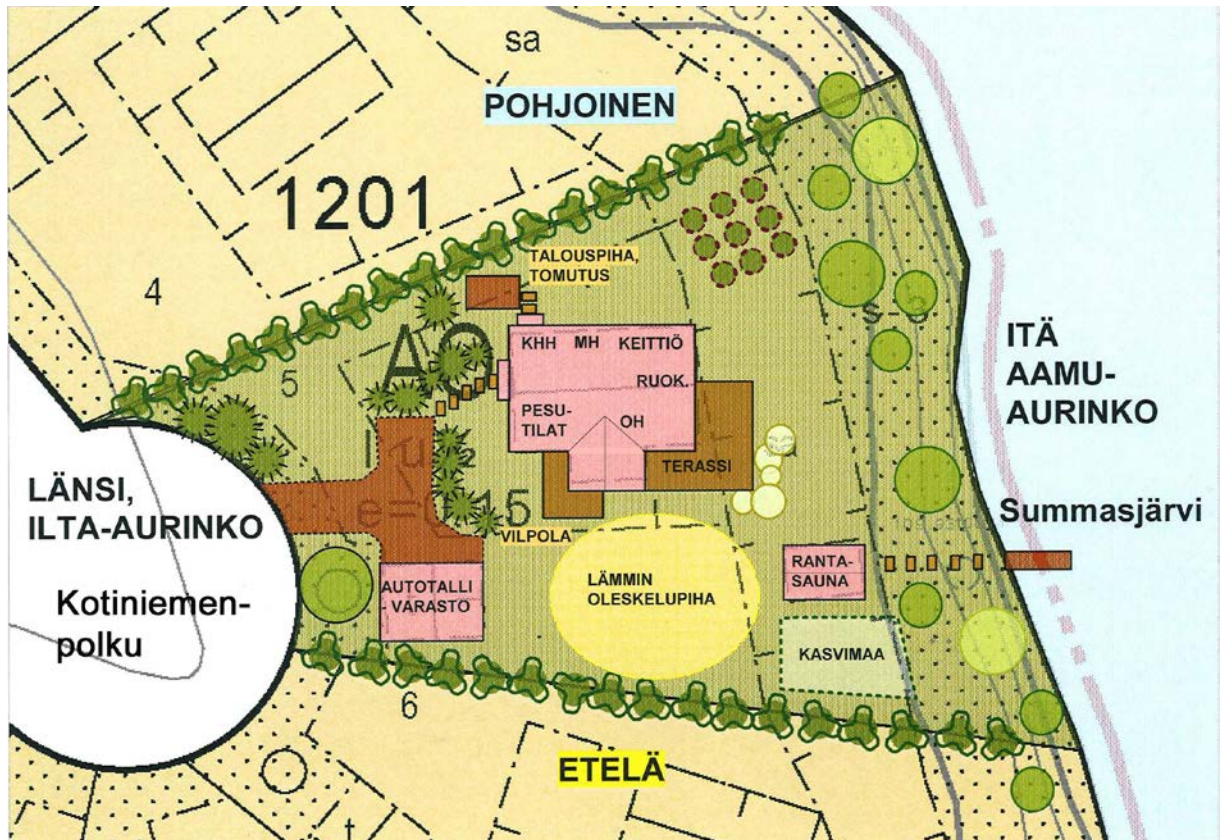 sa
POHJOINEN
1201
4
TALOUSPIHA,
TOMUTUS
AO
5
KHH MH KEITTIÖ
RUOK.
PESU-
TILAT
OH
TERASSI
ITÄ
AAMU-
AURINKO
LÄNSI,
ILTA-AURINKO
VILPOLA
Summasjärvi
Kotiniemen-
polku
AUTOTALLI
- VARASTO
LÄMMIN
OLESKELUPIHA
RANTA-
SAUNA
KASVIMAA
6
ETELÄ